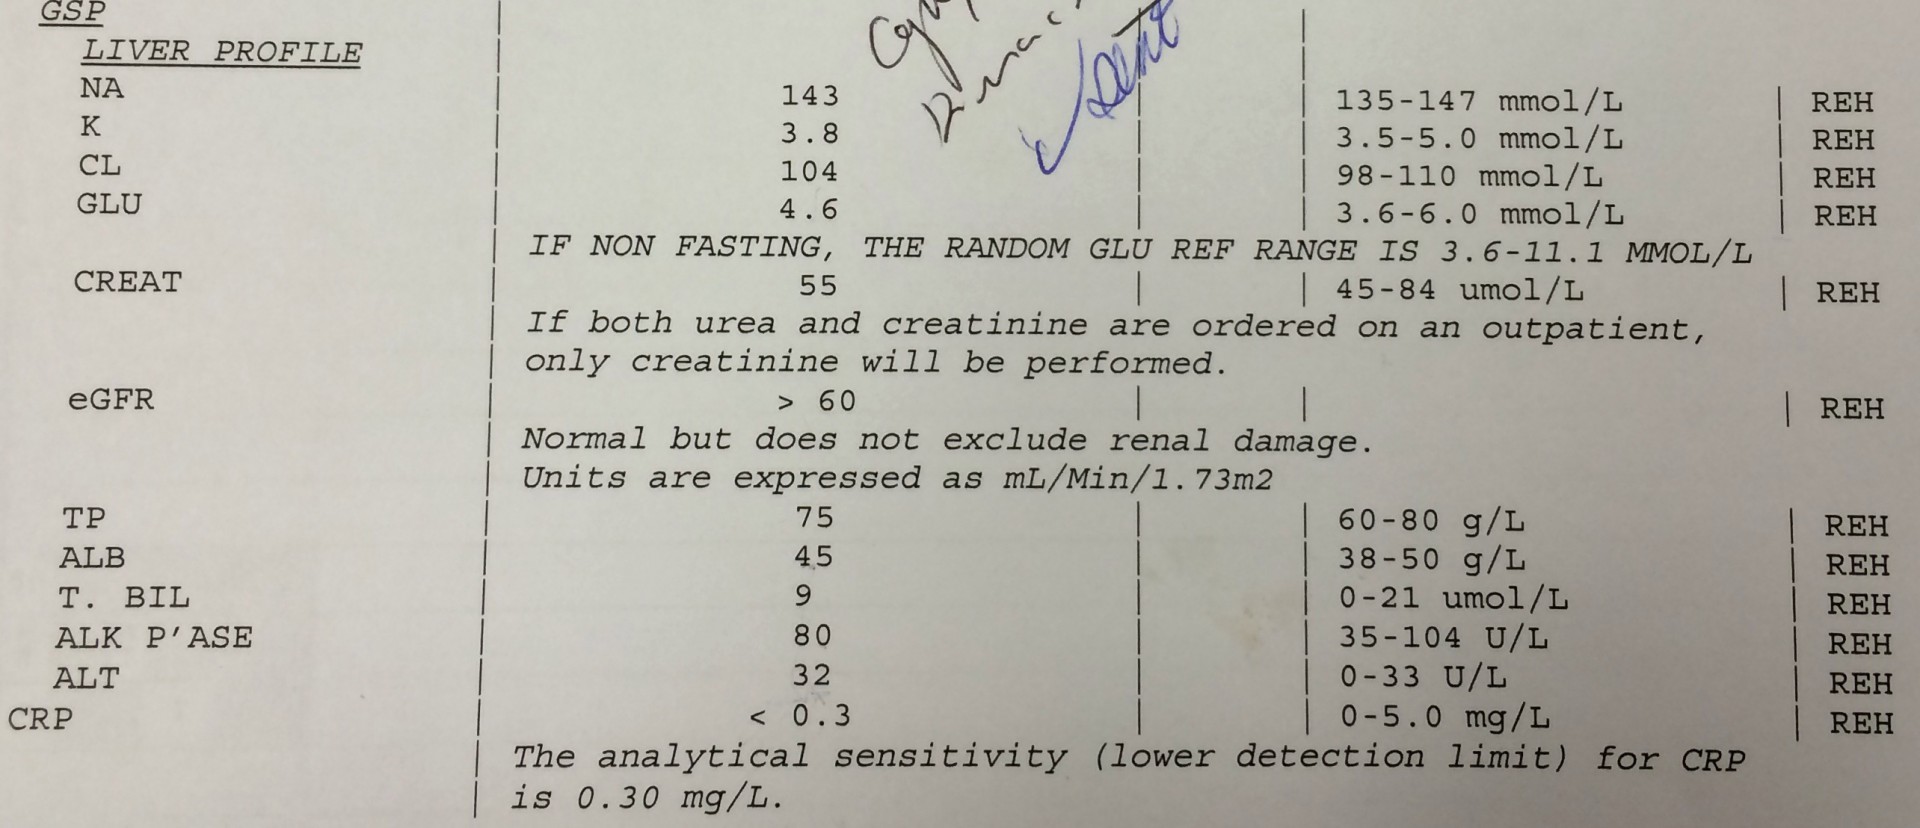 GSP
LIVER PROFILE
sent
NA 143 135-147 mmol/L REH
K 3.8 3.5-5.0 mmol/L REH
CL 104 98-110 mmol/L REH
GLU 4.6 3.6-6.0 mmol/L REH
IF NON FASTING, THE RANDOM GLU REF RANGE IS 3.6-11.1 MMOL/L
CREAT 55 45-84 umol/L REH
If both urea and creatinine are ordered on an outpatient,
only creatinine will be performed.
eGFR > 60 REH
Normal but does not exclude renal damage.
Units are expressed as mL/Min/1.73m2
TP 75 60-80 g/L REH
ALB 45 38-50 g/L REH
T. BIL 9 0-21 umol/L REH
ALK P'ASE 80 35-104 U/L REH
ALT 32 0-33 U/L REH
CRP < 0.3 0-5.0 mg/L REH
The analytical sensitivity (lower detection limit) for CRP
is 0.30 mg/L.